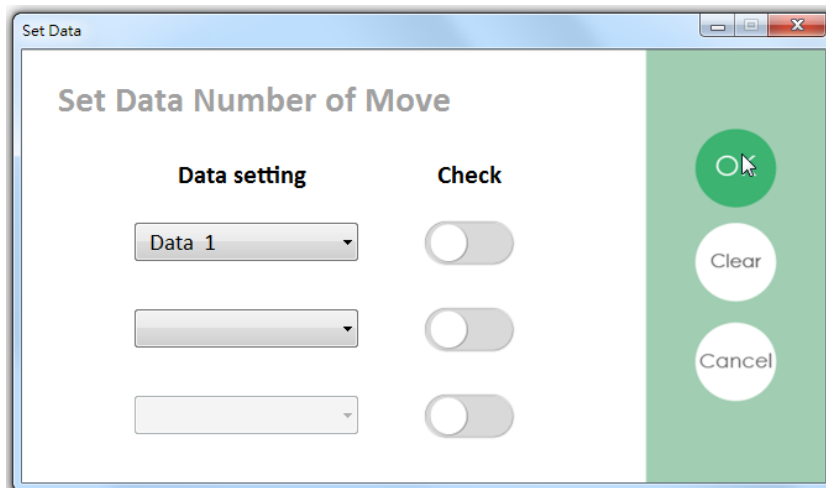 Set Data
Set Data Number of Move
Data setting Check
Data 1
OK
Clear
Cancel